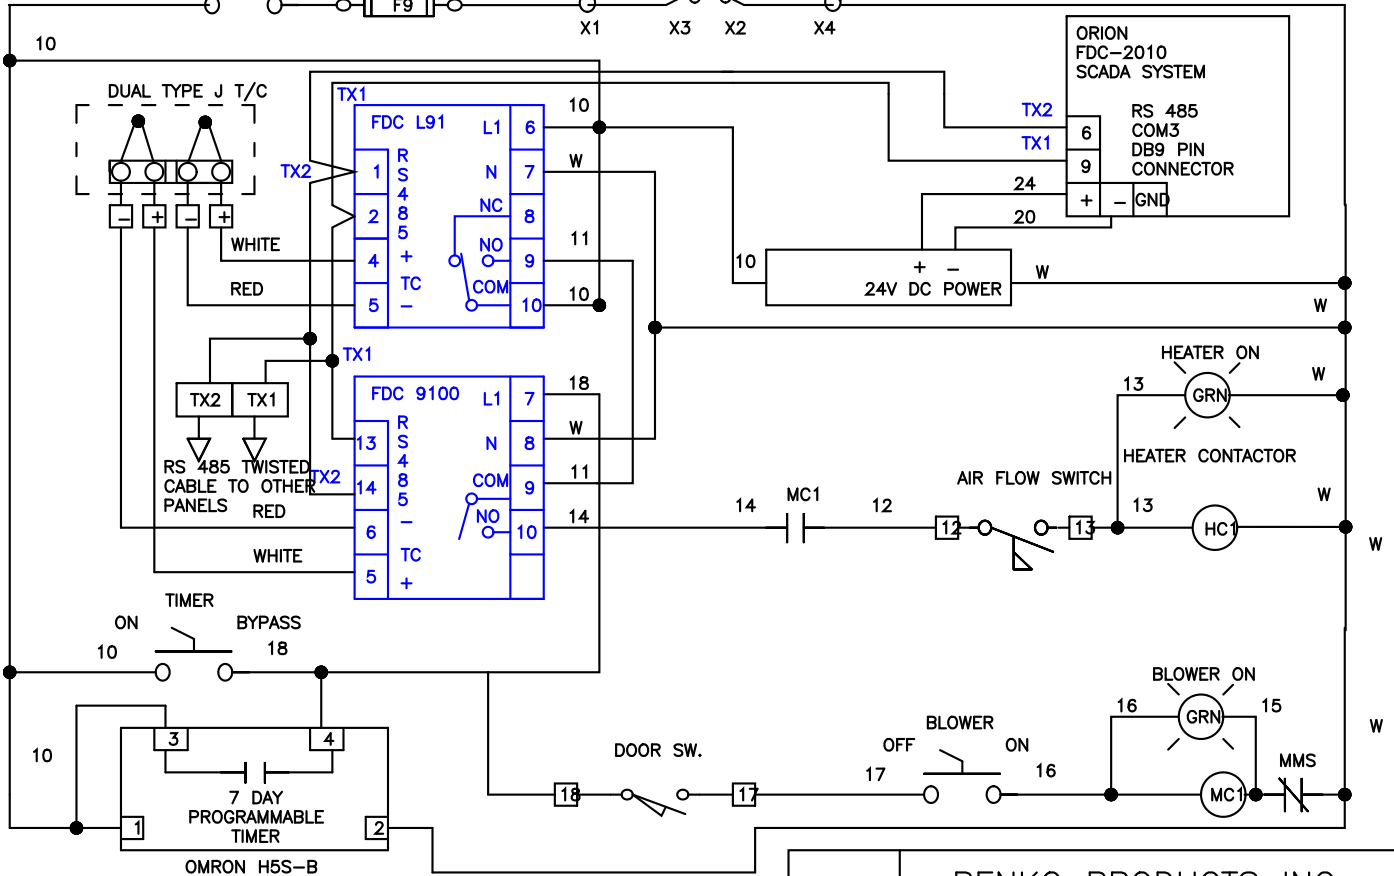 F9
X1 X3 X2 X4
10
ORION
FDC-2010
SCADA SYSTEM
RS 485
COM3
DB9 PIN
CONNECTOR
TX2
TX1
6
9
+ − GND
24
20
DUAL TYPE J T/C
− + − +
WHITE
RED
TX1
TX2
FDC L91
1
2
4
5
R
S
4
8
5
+
TC
−
L1
N
NC
NO
COM
6
7
8
9
10
10
W
11
10
10
+ −
24V DC POWER
W
W
TX1
TX2 TX1
RS 485 TWISTED
CABLE TO OTHER
PANELS
TX2
RED
WHITE
FDC 9100
13
14
6
5
R
S
4
8
5
−
TC
+
L1
N
COM
NO
7
8
9
10
18
W
11
14
HEATER ON
13
GRN
W
HEATER CONTACTOR
AIR FLOW SWITCH
14
MC1
12
12
13
13
HC1
W
W
TIMER
ON
BYPASS
10
18
3
4
10
7 DAY
PROGRAMMABLE
TIMER
1
2
OMRON H5S-B
DOOR SW.
18
17
17
BLOWER
OFF
ON
16
BLOWER ON
16
GRN
15
MC1
MMS
W
BENKO PRODUCTS INC